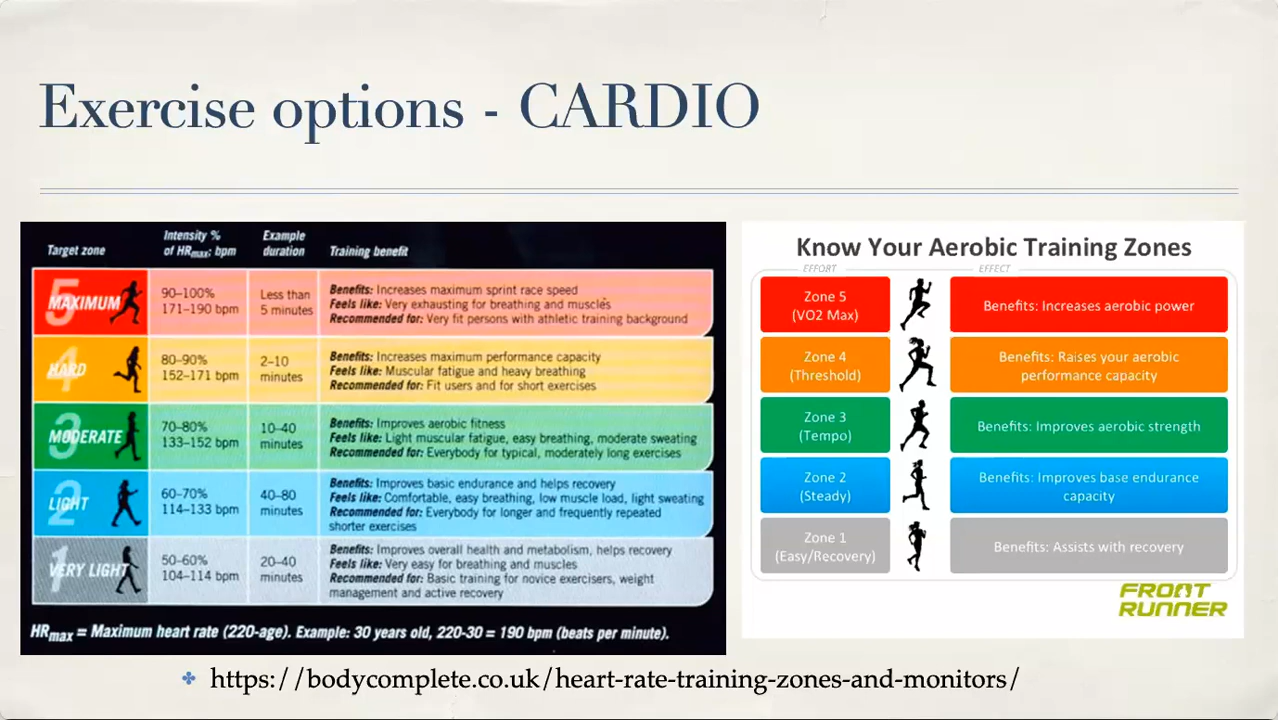 Exercise options - CARDIO
Target zone
Intensity %
of HRmax: bpm
Example
duration
Training benefit
5
MAXIMUM
90–100%
171–190 bpm
Less than
5 minutes
Benefits: Increases maximum sprint race speed
Feels like: Very exhausting for breathing and muscles
Recommended for: Very fit persons with athletic training background
4
HARD
80–90%
152–171 bpm
2–10
minutes
Benefits: Increases maximum performance capacity
Feels like: Muscular fatigue and heavy breathing
Recommended for: Fit users and for short exercises
3
MODERATE
70–80%
133–152 bpm
10–40
minutes
Benefits: Improves aerobic fitness
Feels like: Light muscular fatigue, easy breathing, moderate sweating
Recommended for: Everybody for typical, moderately long exercises
2
LIGHT
60–70%
114–133 bpm
40–80
minutes
Benefits: Improves basic endurance and helps recovery
Feels like: Comfortable, easy breathing, low muscle load, light sweating
Recommended for: Everybody for longer and frequently repeated
shorter exercises
1
VERY LIGHT
50–60%
104–114 bpm
20–40
minutes
Benefits: Improves overall health and metabolism, helps recovery
Feels like: Very easy for breathing and muscles
Recommended for: Basic training for novice exercisers, weight
management and active recovery
HRmax = Maximum heart rate (220-age). Example: 30 years old, 220-30 = 190 bpm (beats per minute).
Know Your Aerobic Training Zones
EFFORT
EFFECT
Zone 5
(VO2 Max)
Benefits: Increases aerobic power
Zone 4
(Threshold)
Benefits: Raises your aerobic
performance capacity
Zone 3
(Tempo)
Benefits: Improves aerobic strength
Zone 2
(Steady)
Benefits: Improves base endurance
capacity
Zone 1
(Easy/Recovery)
Benefits: Assists with recovery
FRONT
RUNNER
https://bodycomplete.co.uk/heart-rate-training-zones-and-monitors/